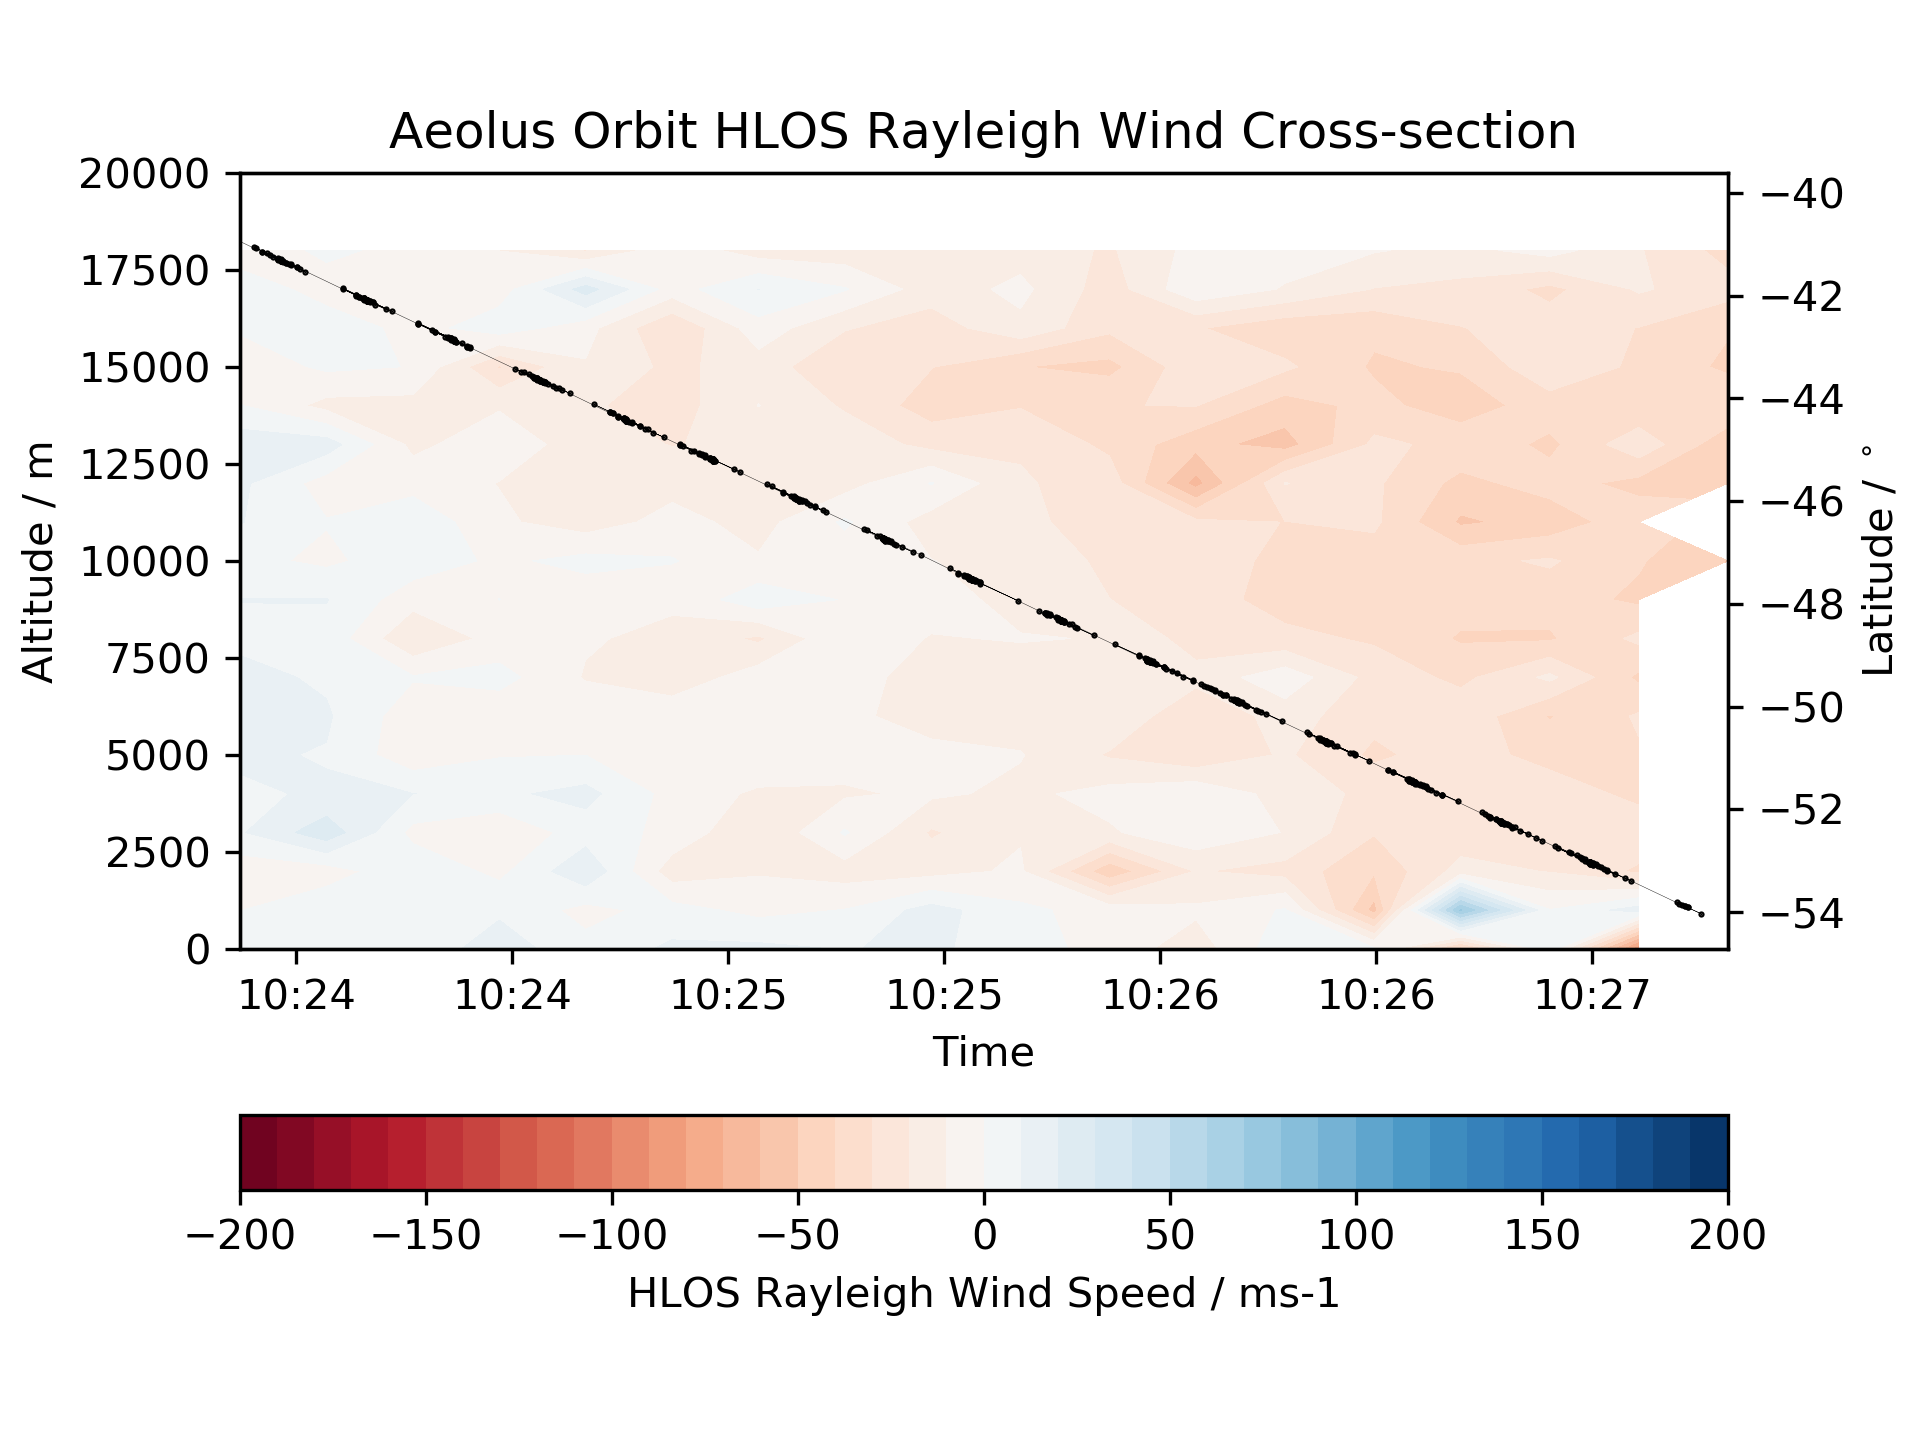 Aeolus Orbit HLOS Rayleigh Wind Cross-section
20000
17500
15000
12500
10000
7500
5000
2500
0
Altitude / m
−40
−42
−44
−46
−48
−50
−52
−54
Latitude / °
10:24 10:24 10:25 10:25 10:26 10:26 10:27
Time
−200 −150 −100 −50 0 50 100 150 200
HLOS Rayleigh Wind Speed / ms-1